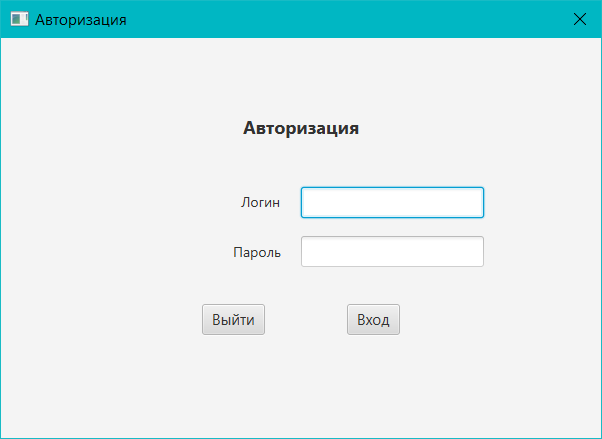 Авторизация
Авторизация
Логин
Пароль
Выйти Вход